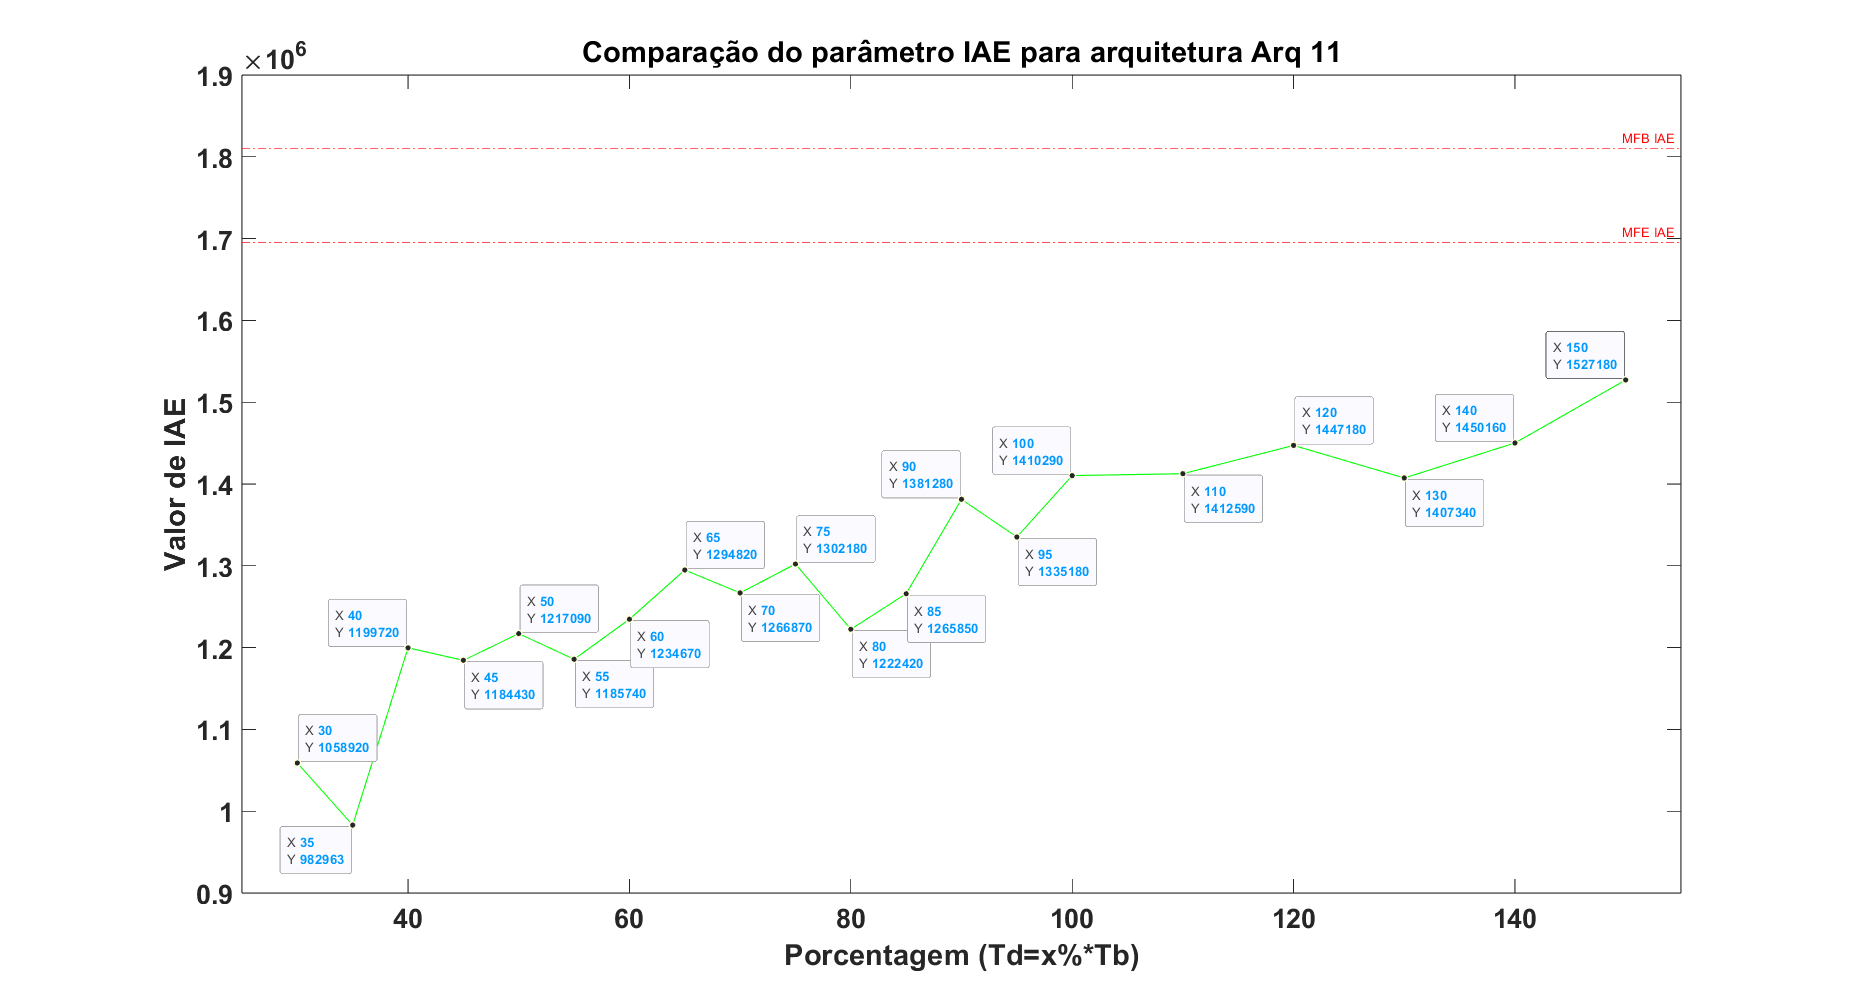 Comparação do parâmetro IAE para arquitetura Arq 11
×10⁶
1.9
1.8
1.7
1.6
1.5
1.4
1.3
1.2
1.1
1
0.9
Valor de IAE
MFB IAE
MFE IAE
X 30
Y 1058920
X 35
Y 982963
X 40
Y 1199720
X 45
Y 1184430
X 50
Y 1217090
X 55
Y 1185740
X 60
Y 1234670
X 65
Y 1294820
X 70
Y 1266870
X 75
Y 1302180
X 80
Y 1222420
X 85
Y 1265850
X 90
Y 1381280
X 95
Y 1335180
X 100
Y 1410290
X 110
Y 1412590
X 120
Y 1447180
X 130
Y 1407340
X 140
Y 1450160
X 150
Y 1527180
40 60 80 100 120 140
Porcentagem (Td=x%*Tb)